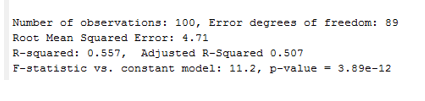 Number of observations: 100, Error degrees of freedom: 89
Root Mean Squared Error: 4.71
R-squared: 0.557,  Adjusted R-Squared 0.507
F-statistic vs. constant model: 11.2, p-value = 3.89e-12